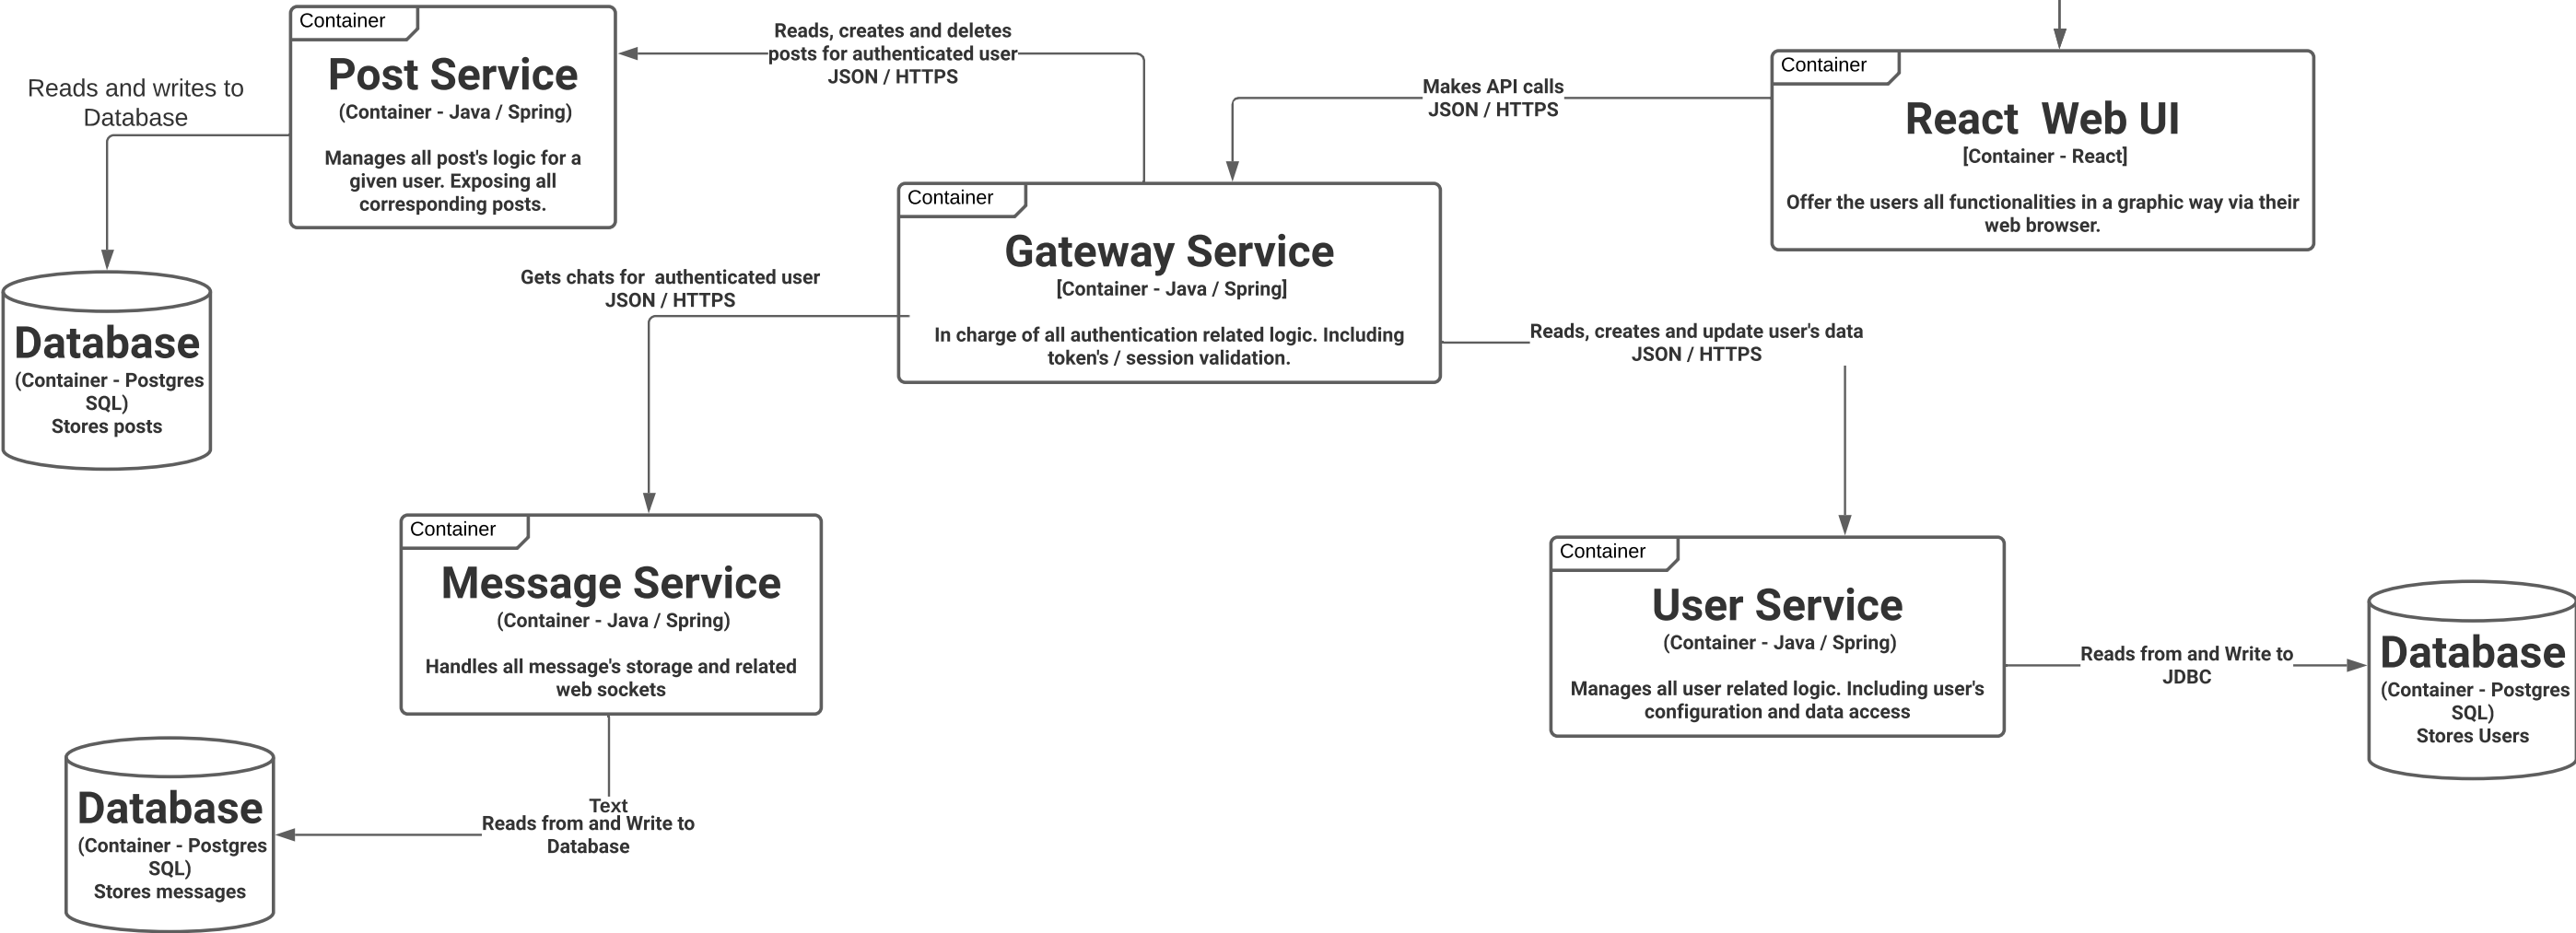 Container
Post Service
(Container - Java / Spring)
Manages all post's logic for a
given user. Exposing all
corresponding posts.
Reads and writes to
Database
Database
(Container - Postgres
SQL)
Stores posts
Reads, creates and deletes
posts for authenticated user
JSON / HTTPS
Makes API calls
JSON / HTTPS
Container
React  Web UI
[Container - React]
Offer the users all functionalities in a graphic way via their
web browser.
Container
Gateway Service
[Container - Java / Spring]
In charge of all authentication related logic. Including
token's / session validation.
Gets chats for  authenticated user
JSON / HTTPS
Reads, creates and update user's data
JSON / HTTPS
Container
Message Service
(Container - Java / Spring)
Handles all message's storage and related
web sockets
Text
Reads from and Write to
Database
Database
(Container - Postgres
SQL)
Stores messages
Container
User Service
(Container - Java / Spring)
Manages all user related logic. Including user's
configuration and data access
Reads from and Write to
JDBC
Database
(Container - Postgres
SQL)
Stores Users